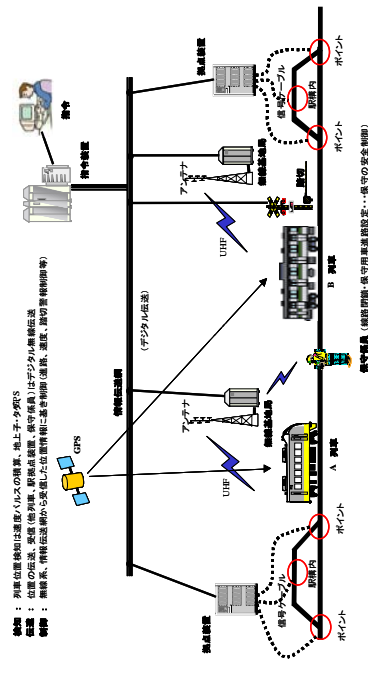 検知 : 列車位置検知は速度パルスの積算、地上子・タグ、GPS
伝送 : 位置の伝送、受信(他列車、駅拠点装置、保守係員)はデジタル無線伝送
制御 : 無線系、情報伝送網から受信した位置情報に基き制御(進路、速度、踏切警報制御等)
指令
指令装置
GPS
情報伝送網
(デジタル伝送)
拠点装置
信号ケーブル
駅構内
ポイント
ポイント
UHF
アンテナ
無線基地局
A 列車
保守係員(線路閉鎖・保守用車進路設定・・・保守の安全制御)
B 列車
UHF
アンテナ
無線基地局
踏切
拠点装置
信号ケーブル
駅構内
ポイント
ポイント